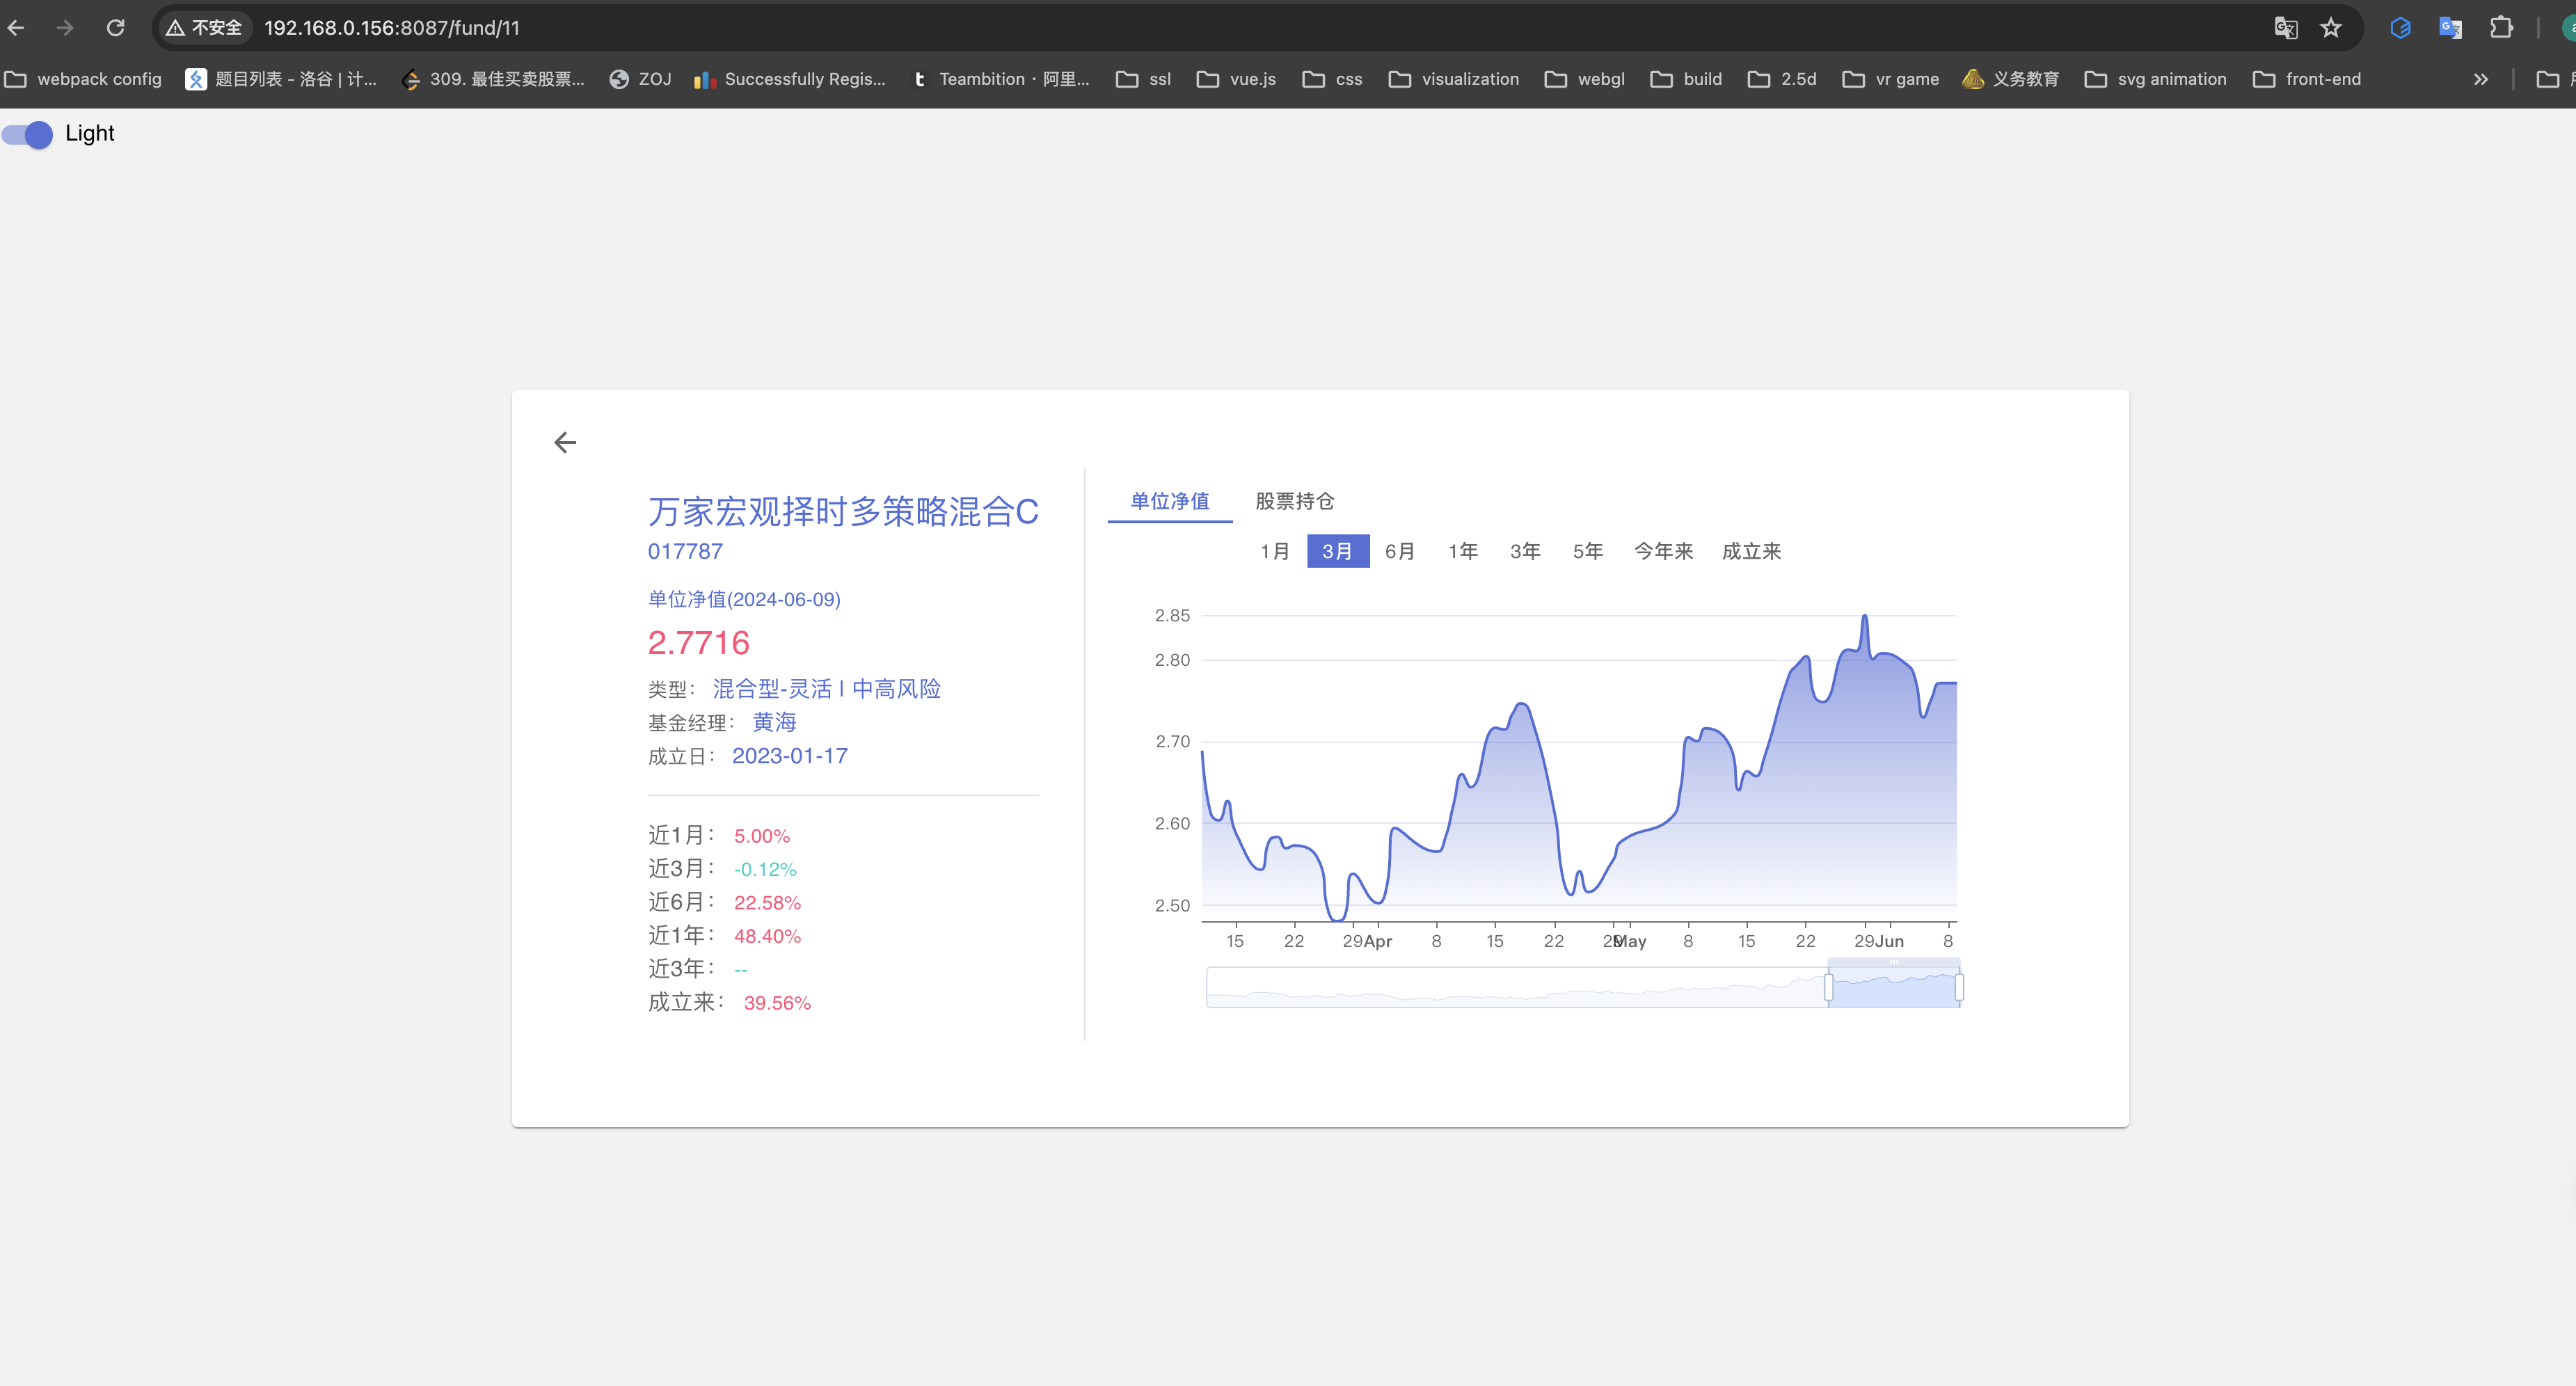 不安全 192.168.0.156:8087/fund/11
webpack config 题目列表 - 洛谷 | 计... 309. 最佳买卖股票... ZOJ Successfully Regis... Teambition · 阿里... ssl vue.js css visualization webgl build 2.5d vr game 义务教育 svg animation front-end
Light
万家宏观择时多策略混合C
017787
单位净值(2024-06-09)
2.7716
类型： 混合型-灵活 | 中高风险
基金经理： 黄海
成立日： 2023-01-17
近1月： 5.00%
近3月： -0.12%
近6月： 22.58%
近1年： 48.40%
近3年： --
成立来： 39.56%
单位净值 股票持仓
1月 3月 6月 1年 3年 5年 今年来 成立来
2.85
2.80
2.70
2.60
2.50
15 22 29 Apr 8 15 22 29 May 8 15 22 29 Jun 8